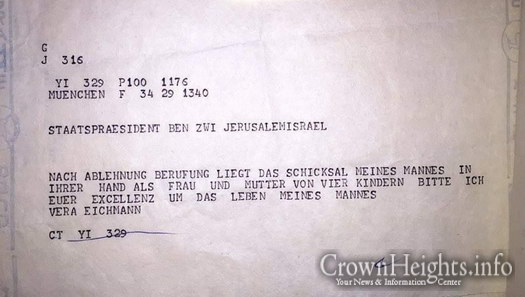 G
J 316
YI 329 P100 1176
MUENCHEN F 34 29 1340
STAATSPRAESIDENT BEN ZWI JERUSALEMISRAEL
NACH ABLEHNUNG BERUFUNG LIEGT DAS SCHICKSAL MEINES MANNES IN
IHRER HAND ALS FRAU UND MUTTER VON VIER KINDERN BITTE ICH
EUER EXCELLENZ UM DAS LEBEN MEINES MANNES
VERA EICHMANN
CT YI 329
CrownHeights.info
Your News & Information Center